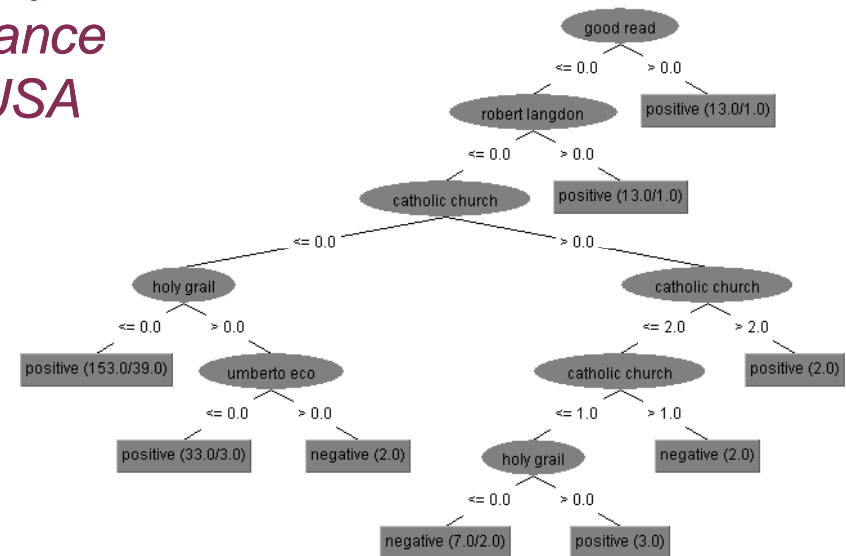 ance
USA
good read
<= 0.0
> 0.0
robert langdon
positive (13.0/1.0)
<= 0.0
> 0.0
catholic church
positive (13.0/1.0)
<= 0.0
> 0.0
holy grail
catholic church
<= 0.0
> 0.0
<= 2.0
> 2.0
positive (153.0/39.0)
umberto eco
catholic church
positive (2.0)
<= 0.0
> 0.0
<= 1.0
> 1.0
positive (33.0/3.0)
negative (2.0)
holy grail
negative (2.0)
<= 0.0
> 0.0
negative (7.0/2.0)
positive (3.0)